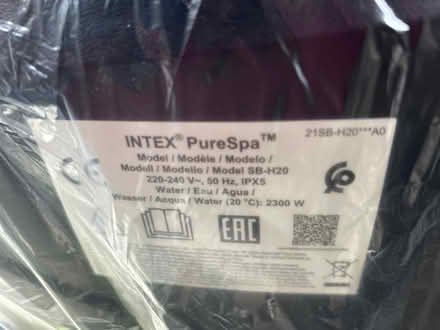 21SB-H20***A0
INTEX® PureSpa™
Model / Modèle / Modelo /
Modell / Modello / Model SB-H20
220-240 V~, 50 Hz, IPX5
Water / Eau / Agua /
Wasser / Acqua / Water (20 °C): 2300 W
CE
EAC